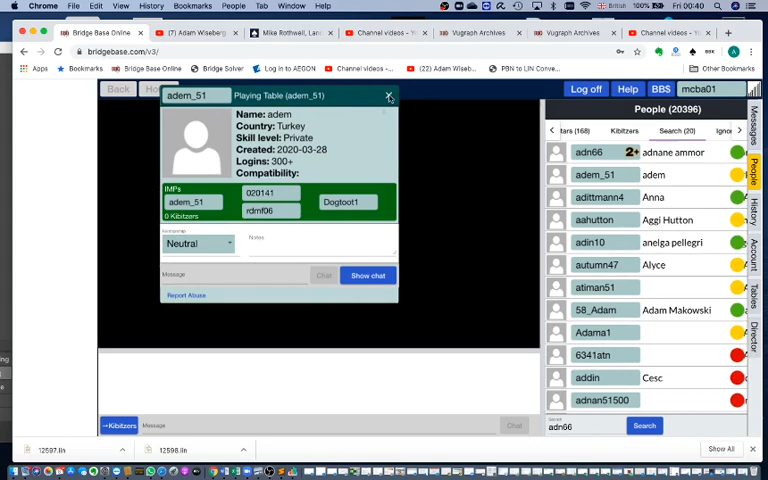 Chrome File Edit View History Bookmarks People Tab Window Help British 100% Fri 00:40
Bridge Base Online (7) Adam Wiseberg Mike Rothwell, Lan Channel videos - Y Vugraph Archives Vugraph Archives Channel videos - Yo
bridgebase.com/v3/
Apps Bookmarks Bridge Base Online Bridge Solver Log In to AEGON Channel videos -... (22) Adam Wiseb... PBN to LIN Conve... Other Bookmarks
Back Ho Log off Help BB$ mcba01
adem_51 Playing Table (adem_51)
Name: adem
Country: Turkey
Skill level: Private
Created: 2020-03-28
Logins: 300+
Compatibility:
IMPs
adem_51
0 Kibitzers
020141
rdmf06
Dogtoot1
Neutral
Notes
Message Chat Show chat
Report Abuse
→Kibitzers Message Chat
People (20396)
tars (168) Kibitzers Search (20) Igno
adn66 2+ adnane ammor
adem_51 adem
adittmann4 Anna
aahutton Aggi Hutton
adin10 anelga pellegri
autumn47 Alyce
atiman51
58_Adam Adam Makowski
Adama1
6341atn
addin Cesc
adnan51500
adn66 Search
Messages
People
History
Account
Tables
Director
12597.lin 12598.lin Show All